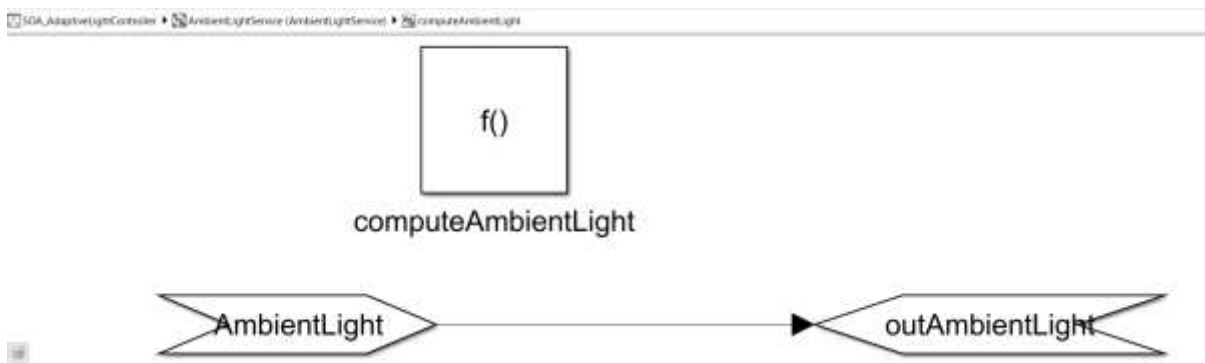 SOA_AdaptiveLightController ▶ AmbientLightService (AmbientLightService) ▶ computeAmbientLight
f()
computeAmbientLight
AmbientLight
outAmbientLight